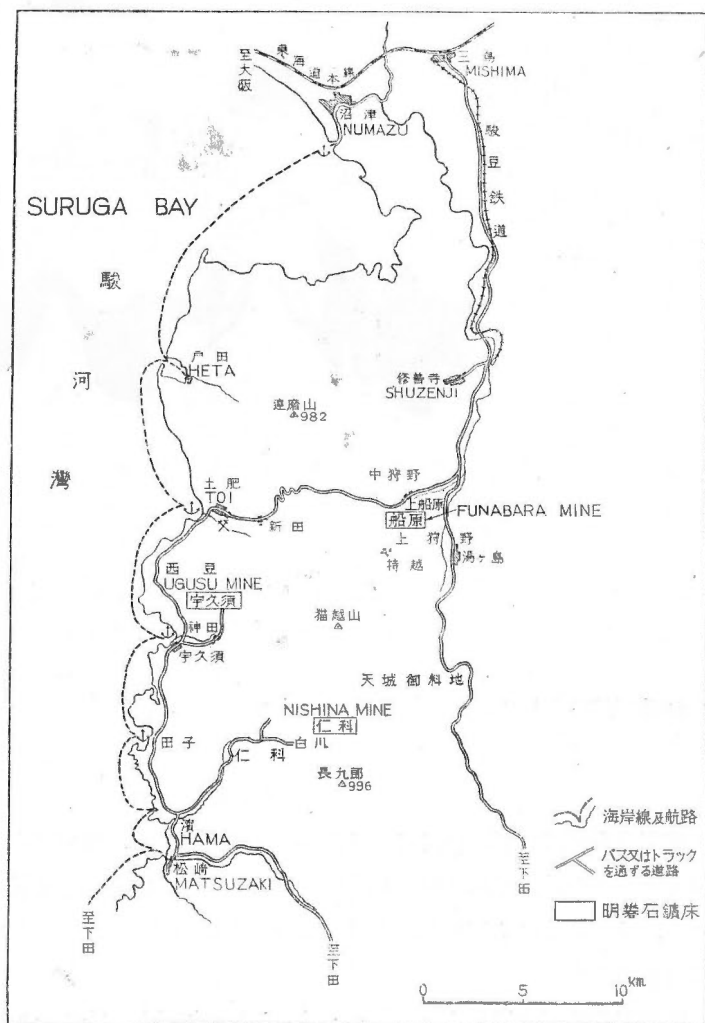 至大阪
東海道本線
三島
MISHIMA
沼津
NUMAZU
駿豆鉄道
SURUGA BAY
駿河灣
戸田
HETA
達磨山
982
修善寺
SHUZENJI
中狩野
土肥
TOI
新田
上船原
船原
FUNABARA MINE
上狩野
湯ヶ島
持越
西豆
UGUSU MINE
宇久須
神田
宇久須
猫越山
天城御料地
NISHINA MINE
仁科
白川
仁科
田子
長九郎
996
濱
HAMA
松崎
MATSUZAKI
至下田
至下田
至下田
海岸線及航路
バス又はトラック
を通ずる道路
明礬石鑛床
0 5 10 km